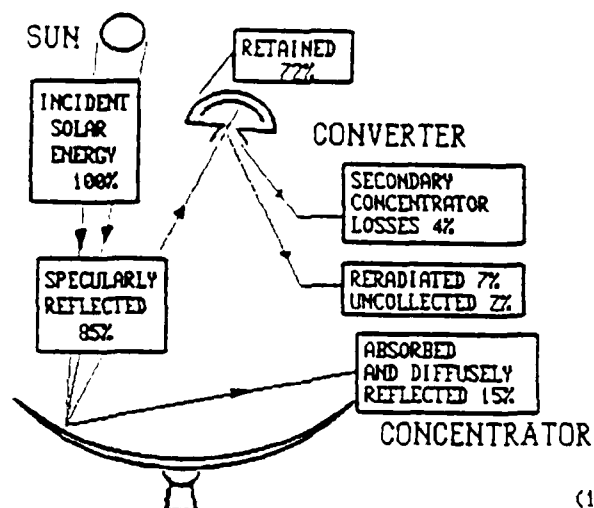 SUN
RETAINED
72%
INCIDENT
SOLAR
ENERGY
100%
CONVERTER
SECONDARY
CONCENTRATOR
LOSSES 4%
SPECULARLY
REFLECTED
85%
RERADIATED 7%
UNCOLLECTED 2%
ABSORBED
AND DIFFUSELY
REFLECTED 15%
CONCENTRATOR
(1